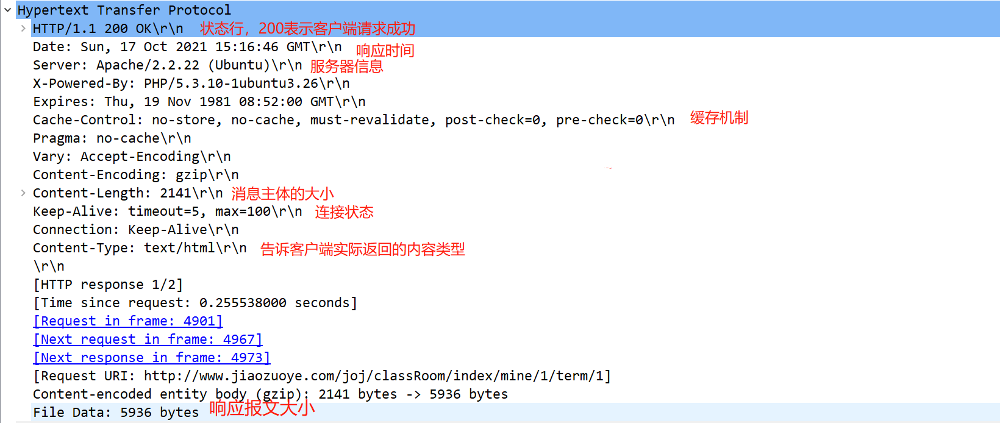 Hypertext Transfer Protocol
HTTP/1.1 200 OK\r\n 状态行，200表示客户端请求成功
Date: Sun, 17 Oct 2021 15:16:46 GMT\r\n 响应时间
Server: Apache/2.2.22 (Ubuntu)\r\n 服务器信息
X-Powered-By: PHP/5.3.10-1ubuntu3.26\r\n
Expires: Thu, 19 Nov 1981 08:52:00 GMT\r\n
Cache-Control: no-store, no-cache, must-revalidate, post-check=0, pre-check=0\r\n 缓存机制
Pragma: no-cache\r\n
Vary: Accept-Encoding\r\n
Content-Encoding: gzip\r\n
Content-Length: 2141\r\n 消息主体的大小
Keep-Alive: timeout=5, max=100\r\n 连接状态
Connection: Keep-Alive\r\n
Content-Type: text/html\r\n 告诉客户端实际返回的内容类型
\r\n
[HTTP response 1/2]
[Time since request: 0.255538000 seconds]
[Request in frame: 4901]
[Next request in frame: 4967]
[Next response in frame: 4973]
[Request URI: http://www.jiaozuoye.com/joj/classRoom/index/mine/1/term/1]
Content-encoded entity body (gzip): 2141 bytes -> 5936 bytes
File Data: 5936 bytes 响应报文大小